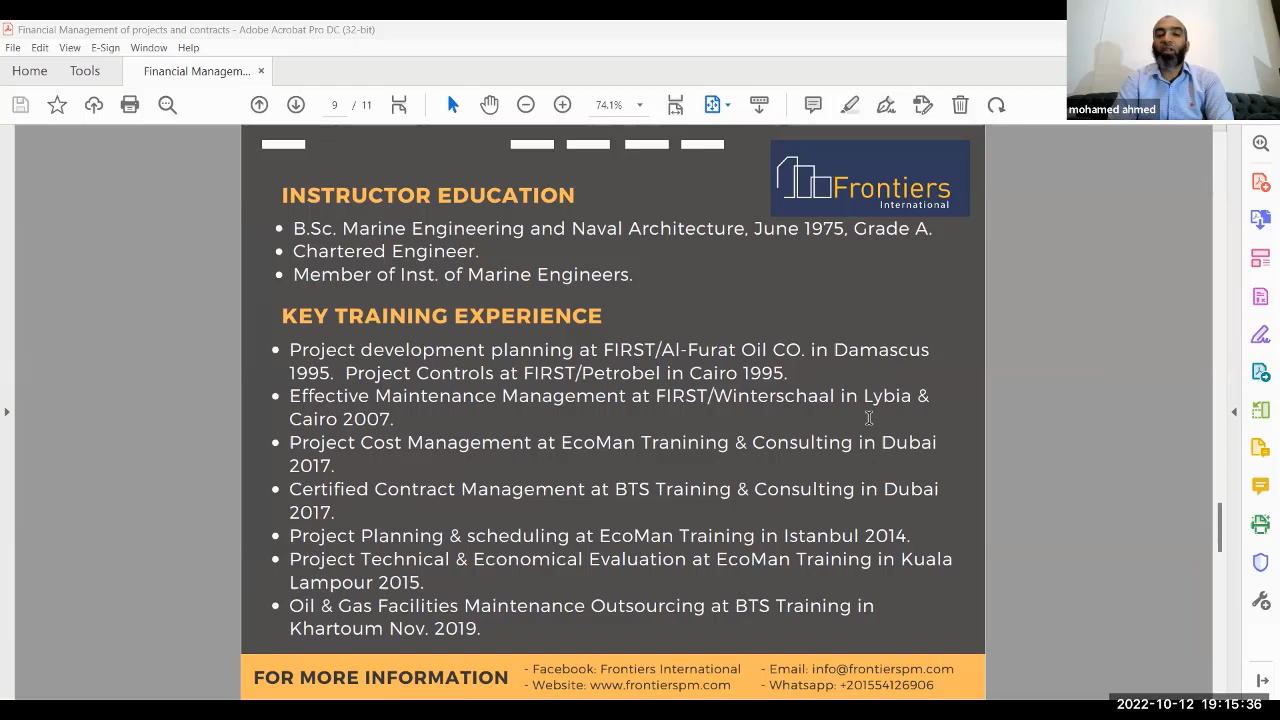 Financial Management of projects and contracts - Adobe Acrobat Pro DC (32-bit)
File Edit View E-Sign Window Help
Home Tools Financial Managem... ×
9 / 11 74.1%
mohamed ahmed
Frontiers
International
INSTRUCTOR EDUCATION
• B.Sc. Marine Engineering and Naval Architecture, June 1975, Grade A.
• Chartered Engineer.
• Member of Inst. of Marine Engineers.
KEY TRAINING EXPERIENCE
• Project development planning at FIRST/Al-Furat Oil CO. in Damascus
1995. Project Controls at FIRST/Petrobel in Cairo 1995.
• Effective Maintenance Management at FIRST/Winterschaal in Lybia &
Cairo 2007.
• Project Cost Management at EcoMan Tranining & Consulting in Dubai
2017.
• Certified Contract Management at BTS Training & Consulting in Dubai
2017.
• Project Planning & scheduling at EcoMan Training in Istanbul 2014.
• Project Technical & Economical Evaluation at EcoMan Training in Kuala
Lampour 2015.
• Oil & Gas Facilities Maintenance Outsourcing at BTS Training in
Khartoum Nov. 2019.
FOR MORE INFORMATION
- Facebook: Frontiers International
- Website: www.frontierspm.com
- Email: info@frontierspm.com
- Whatsapp: +201554126906
2022-10-12 19:15:36